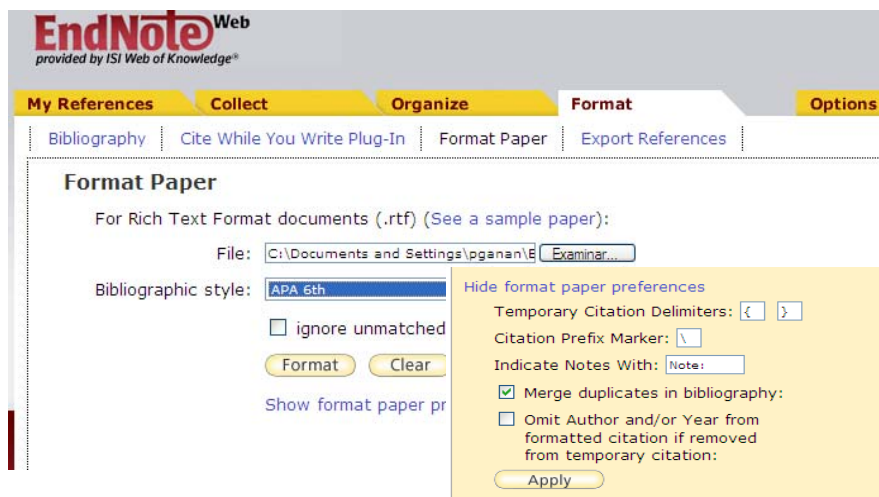 EndNote Web
provided by ISI Web of Knowledge®
My References Collect Organize Format Options
Bibliography Cite While You Write Plug-In Format Paper Export References
Format Paper
For Rich Text Format documents (.rtf) (See a sample paper):
File: C:\Documents and Settings\pganan\E Examinar...
Bibliographic style: APA 6th
ignore unmatched
Format Clear
Show format paper pr
Hide format paper preferences
Temporary Citation Delimiters: { }
Citation Prefix Marker: \
Indicate Notes With: Note:
Merge duplicates in bibliography:
Omit Author and/or Year from
formatted citation if removed
from temporary citation:
Apply